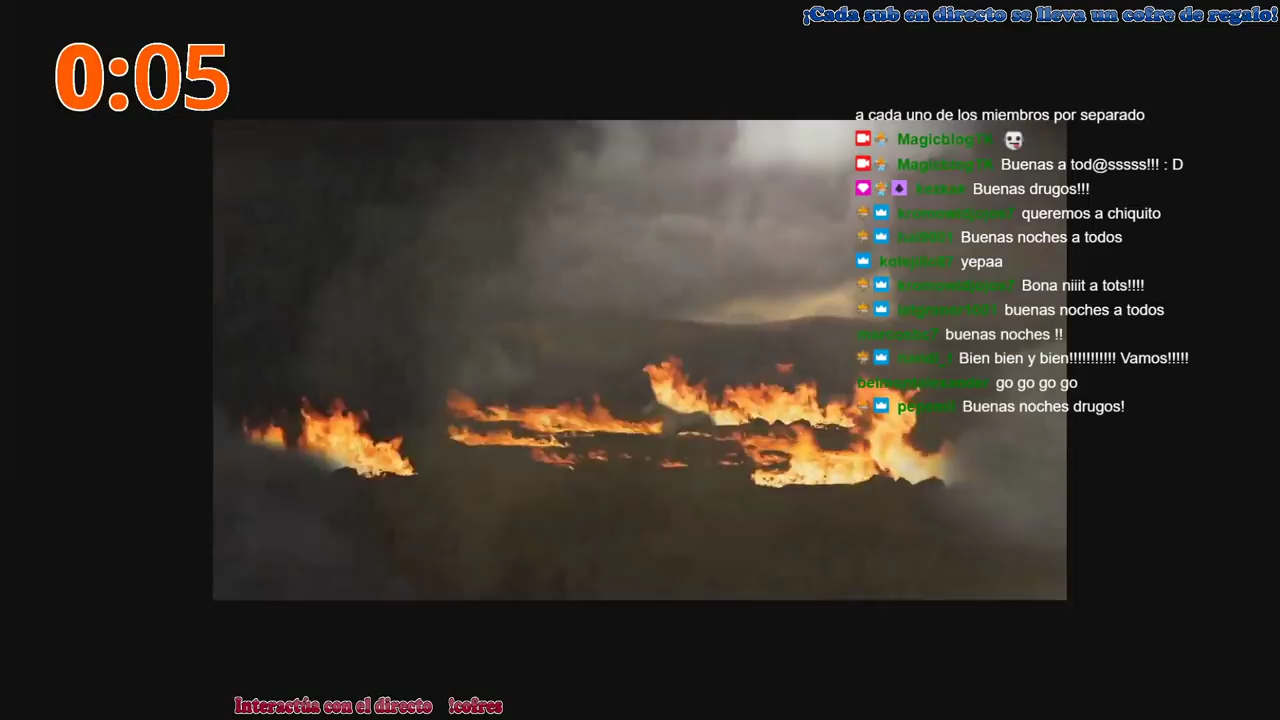 ¡Cada sub en directo se lleva un cofre de regalo!
0:05
a cada uno de los miembros por separado
Buenas a tod@sssss!!! : D
Buenas drugos!!!
queremos a chiquito
Buenas noches a todos
yepaa
Bona niiit a tots!!!!
buenas noches a todos
buenas noches !!
Bien bien y bien!!!!!!!!!!! Vamos!!!!!
go go go go
Buenas noches drugos!
Interactúa con el directo !cofres